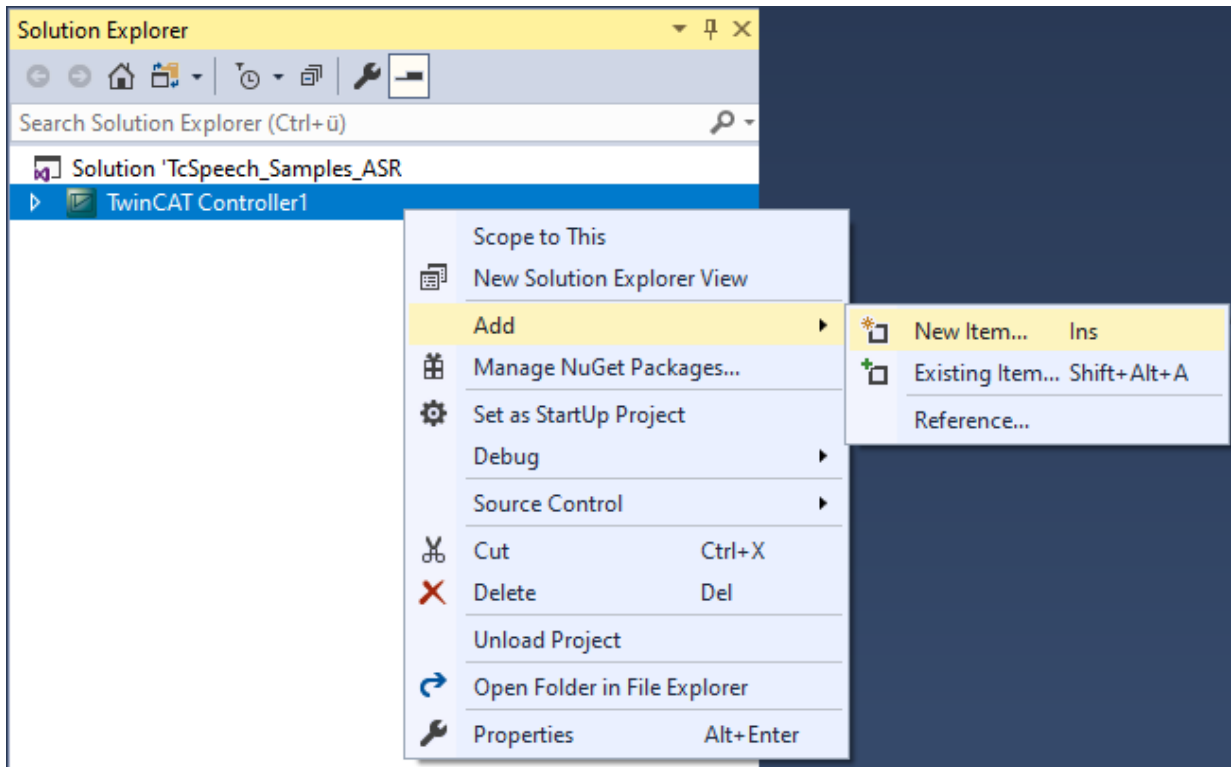 Solution Explorer
Search Solution Explorer (Ctrl+ü)
Solution 'TcSpeech_Samples_ASR
TwinCAT Controller1
Scope to This
New Solution Explorer View
Add
Manage NuGet Packages...
Set as StartUp Project
Debug
Source Control
Cut Ctrl+X
Delete Del
Unload Project
Open Folder in File Explorer
Properties Alt+Enter
New Item... Ins
Existing Item... Shift+Alt+A
Reference...